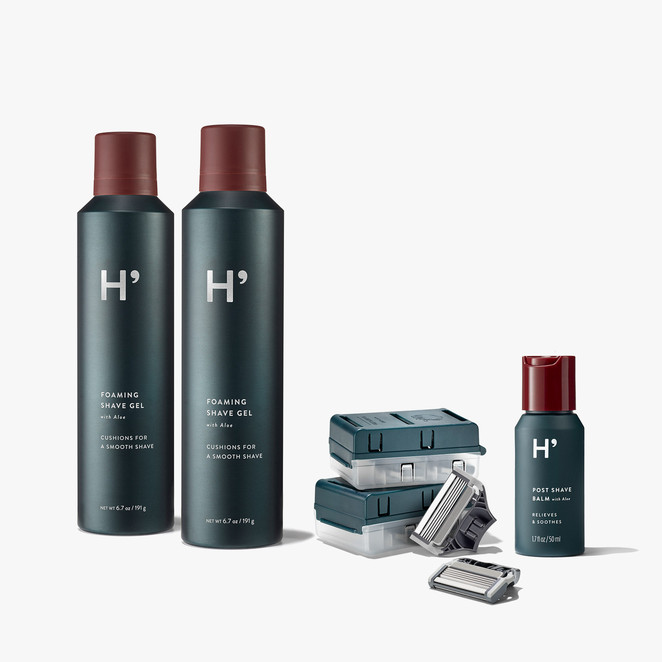 H’
FOAMING
SHAVE GEL
with Aloe
CUSHIONS FOR
A SMOOTH SHAVE
NET WT 6.7 oz / 191 g
H’
FOAMING
SHAVE GEL
with Aloe
CUSHIONS FOR
A SMOOTH SHAVE
NET WT 6.7 oz / 191 g
H’
POST SHAVE
BALM with Aloe
RELIEVES
& SOOTHES
1.7 fl oz / 50 ml